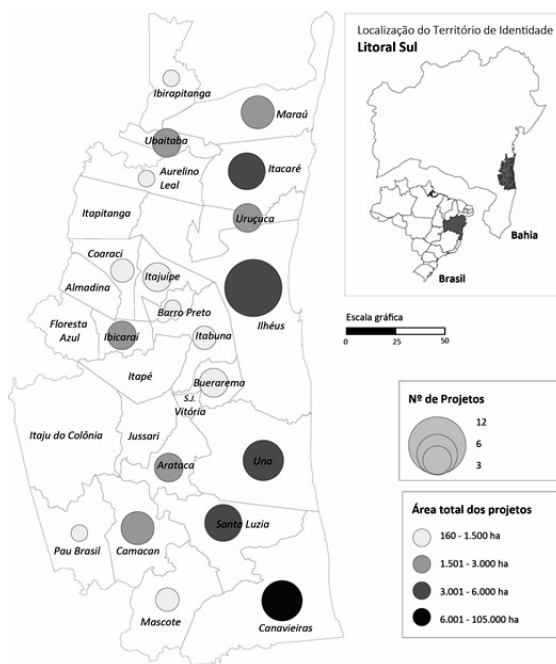 Localização do Território de Identidade
Litoral Sul
Bahia
Brasil
Ibirapitanga
Maraú
Ubaitaba
Aurelino
Leal
Itacaré
Itapitanga
Uruçuca
Coaraci
Itajuípe
Almadina
Barro Preto
Ilhéus
Floresta
Azul
Ibicaraí
Itabuna
Itapé
Buerarema
S.J.
Vitória
Itaju do Colônia
Jussari
Una
Arataca
Santa Luzia
Pau Brasil
Camacan
Mascote
Canavieiras
Escala gráfica
0 25 50
Nº de Projetos
12
6
3
Área total dos projetos
160 - 1.500 ha
1.501 - 3.000 ha
3.001 - 6.000 ha
6.001 - 105.000 ha